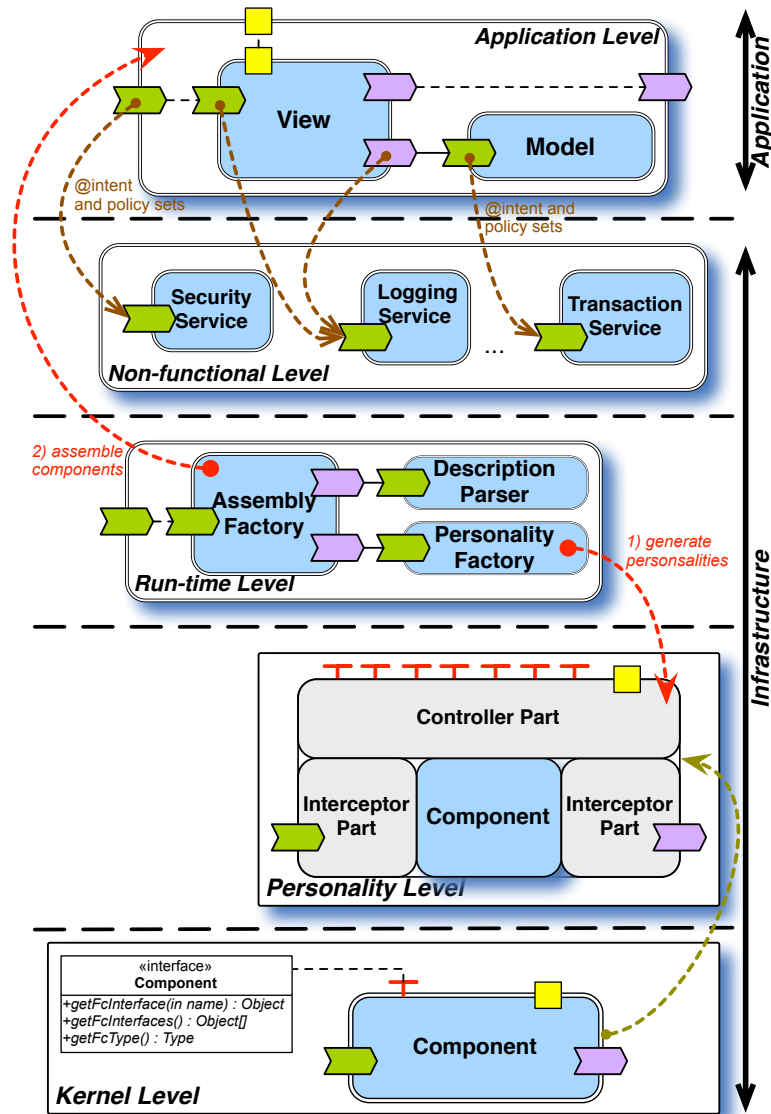 Application Level
View
Model
Application
@intent
and policy sets
@intent and
policy sets
Security
Service
Logging
Service
Transaction
Service
...
Non-functional Level
2) assemble
components
Assembly
Factory
Description
Parser
Personality
Factory
1) generate
personsalities
Run-time Level
Infrastructure
Controller Part
Interceptor
Part
Component
Interceptor
Part
Personality Level
«interface»
Component
+getFcInterface(in name) : Object
+getFcInterfaces() : Object[]
+getFcType() : Type
Component
Kernel Level